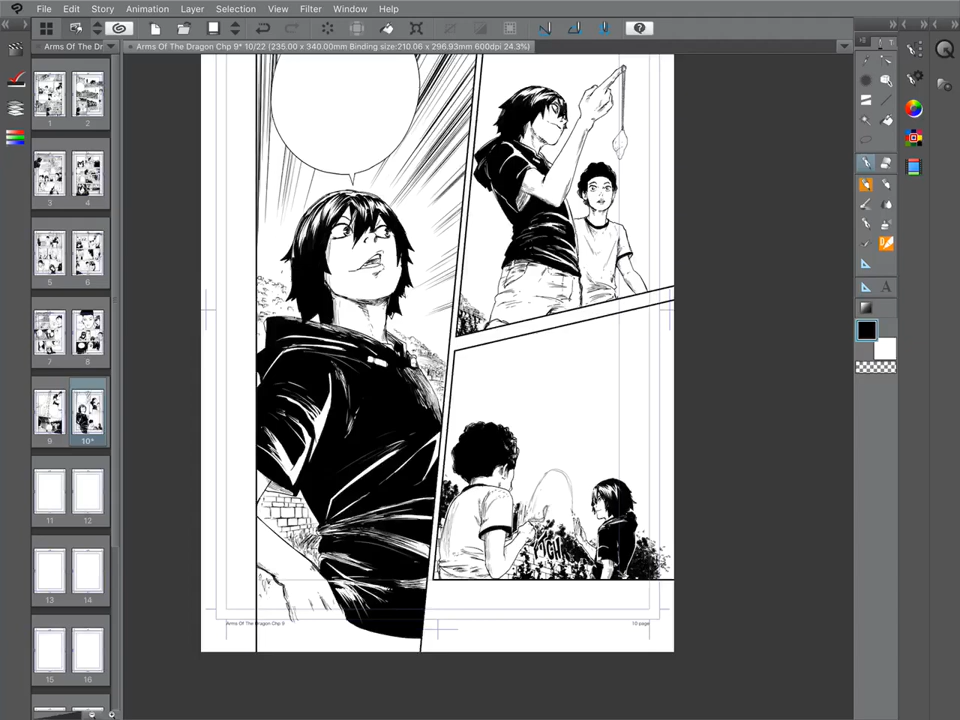 File Edit Story Animation Layer Selection View Filter Window Help
Arms Of The Dr
Arms Of The Dragon Chp 9* 10/22 (235.00 x 340.00mm Binding size:210.06 x 296.93mm 600dpi 24.3%)
1 2
3 4
5 6
7 8
9 10*
11 12
13 14
15 16
T
A
?
Arms Of The Dragon Chp 9
10 page